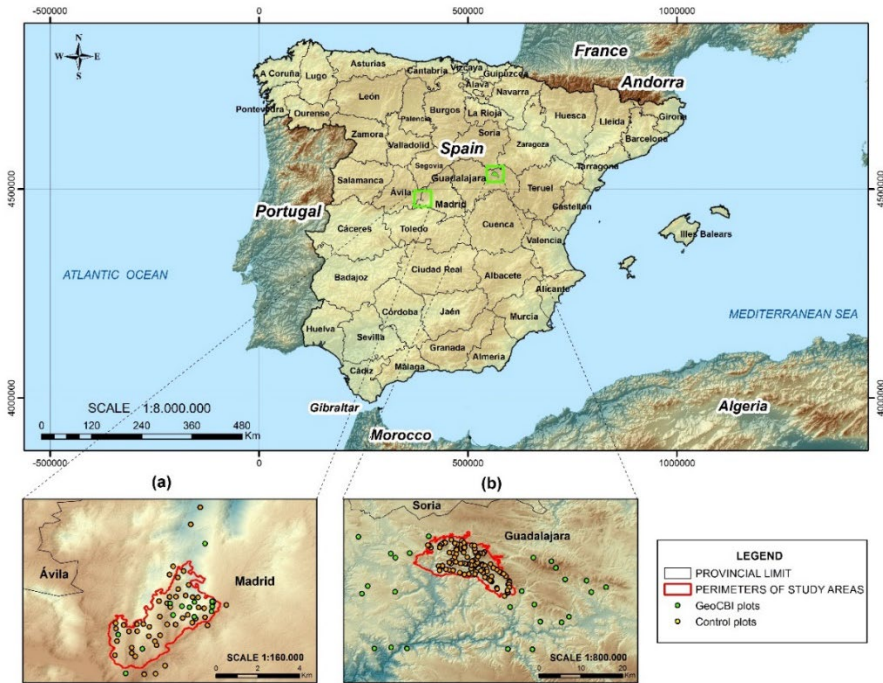 -500000 0 500000 1000000
N
W E
S
France
Andorra
A Coruña Lugo Asturias Cantabria Vizcaya Guipúzcoa
Álava Navarra
Pontevedra Ourense León Burgos La Rioja Huesca Lleida Girona
Palencia Barcelona
Zamora Valladolid Soria Zaragoza
Spain
Tarragona
Segovia
Salamanca Guadalajara
Ávila Teruel
4500000 4500000
Madrid Castellón
Portugal
Cáceres Toledo Cuenca
Valencia Illes Balears
Badajoz Ciudad Real Albacete
ATLANTIC OCEAN
Alicante
Córdoba Jaén Murcia
MEDITERRANEAN SEA
Huelva Sevilla
Granada Almería
Málaga
Cádiz
4000000 4000000
SCALE 1:8.000.000
Gibraltar
Algeria
0 120 240 360 480
Km
Morocco
-500000 0 500000 1000000
(a) (b)
Ávila
Madrid
SCALE 1:160.000
0 2 4
Km
Soria
Guadalajara
SCALE 1:800.000
0 10 20
Km
LEGEND
PROVINCIAL LIMIT
PERIMETERS OF STUDY AREAS
GeoCBI plots
Control plots